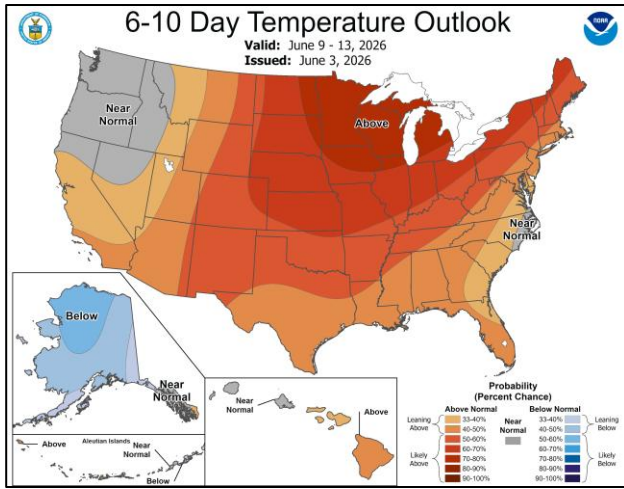 6-10 Day Temperature Outlook
Valid: June 9 - 13, 2026
Issued: June 3, 2026
NOAA
Near
Normal
Above
Near
Normal
Below
Near
Normal
Above
Aleutian Islands
Near
Normal
Below
Near
Normal
Above
Probability
(Percent Chance)
Above Normal
Below Normal
Leaning
Above
Likely
Above
33-40%
40-50%
50-60%
60-70%
70-80%
80-90%
90-100%
Near
Normal
33-40%
40-50%
50-60%
60-70%
70-80%
80-90%
90-100%
Leaning
Below
Likely
Below